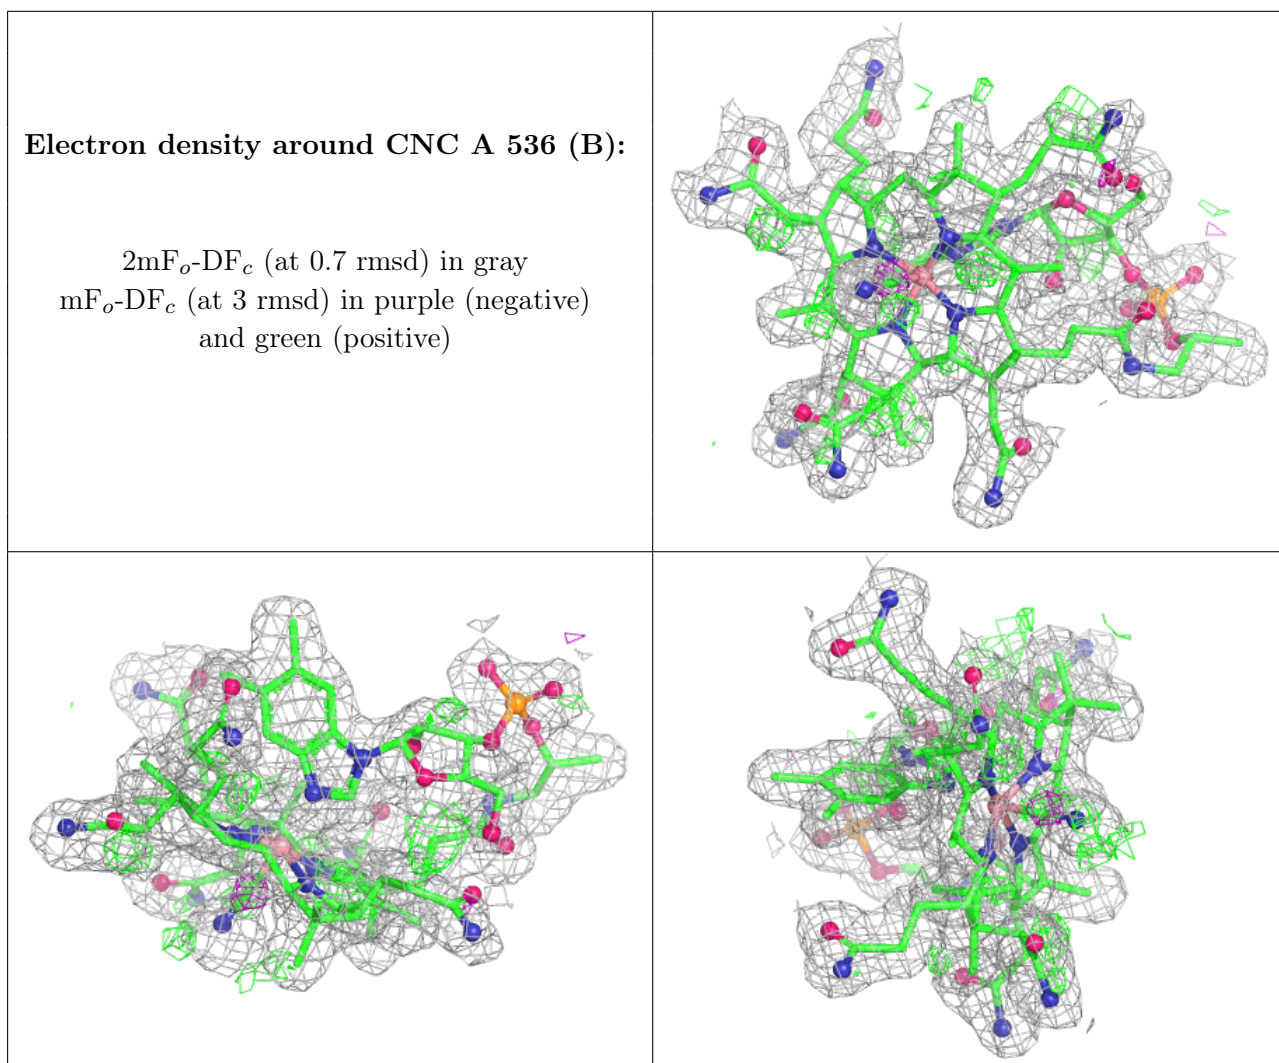 Electron density around CNC A 536 (B):
2mFo-DFc (at 0.7 rmsd) in gray
mFo-DFc (at 3 rmsd) in purple (negative)
and green (positive)